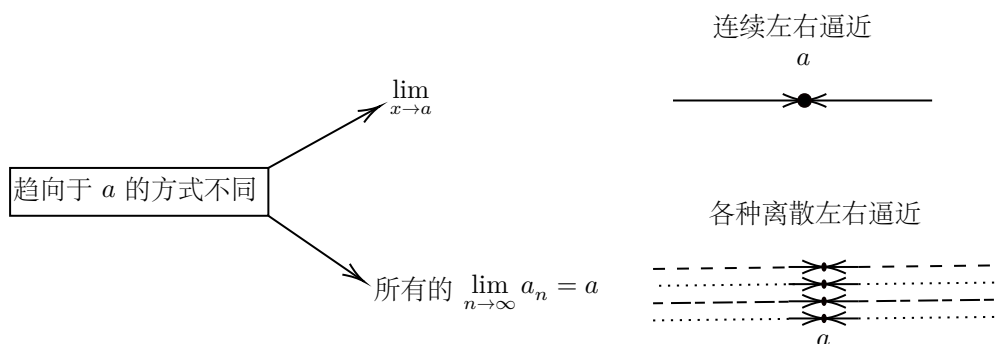 连续左右逼近
a
lim
x→a
趋向于 a 的方式不同
各种离散左右逼近
所有的 lim a_n = a
n→∞
a